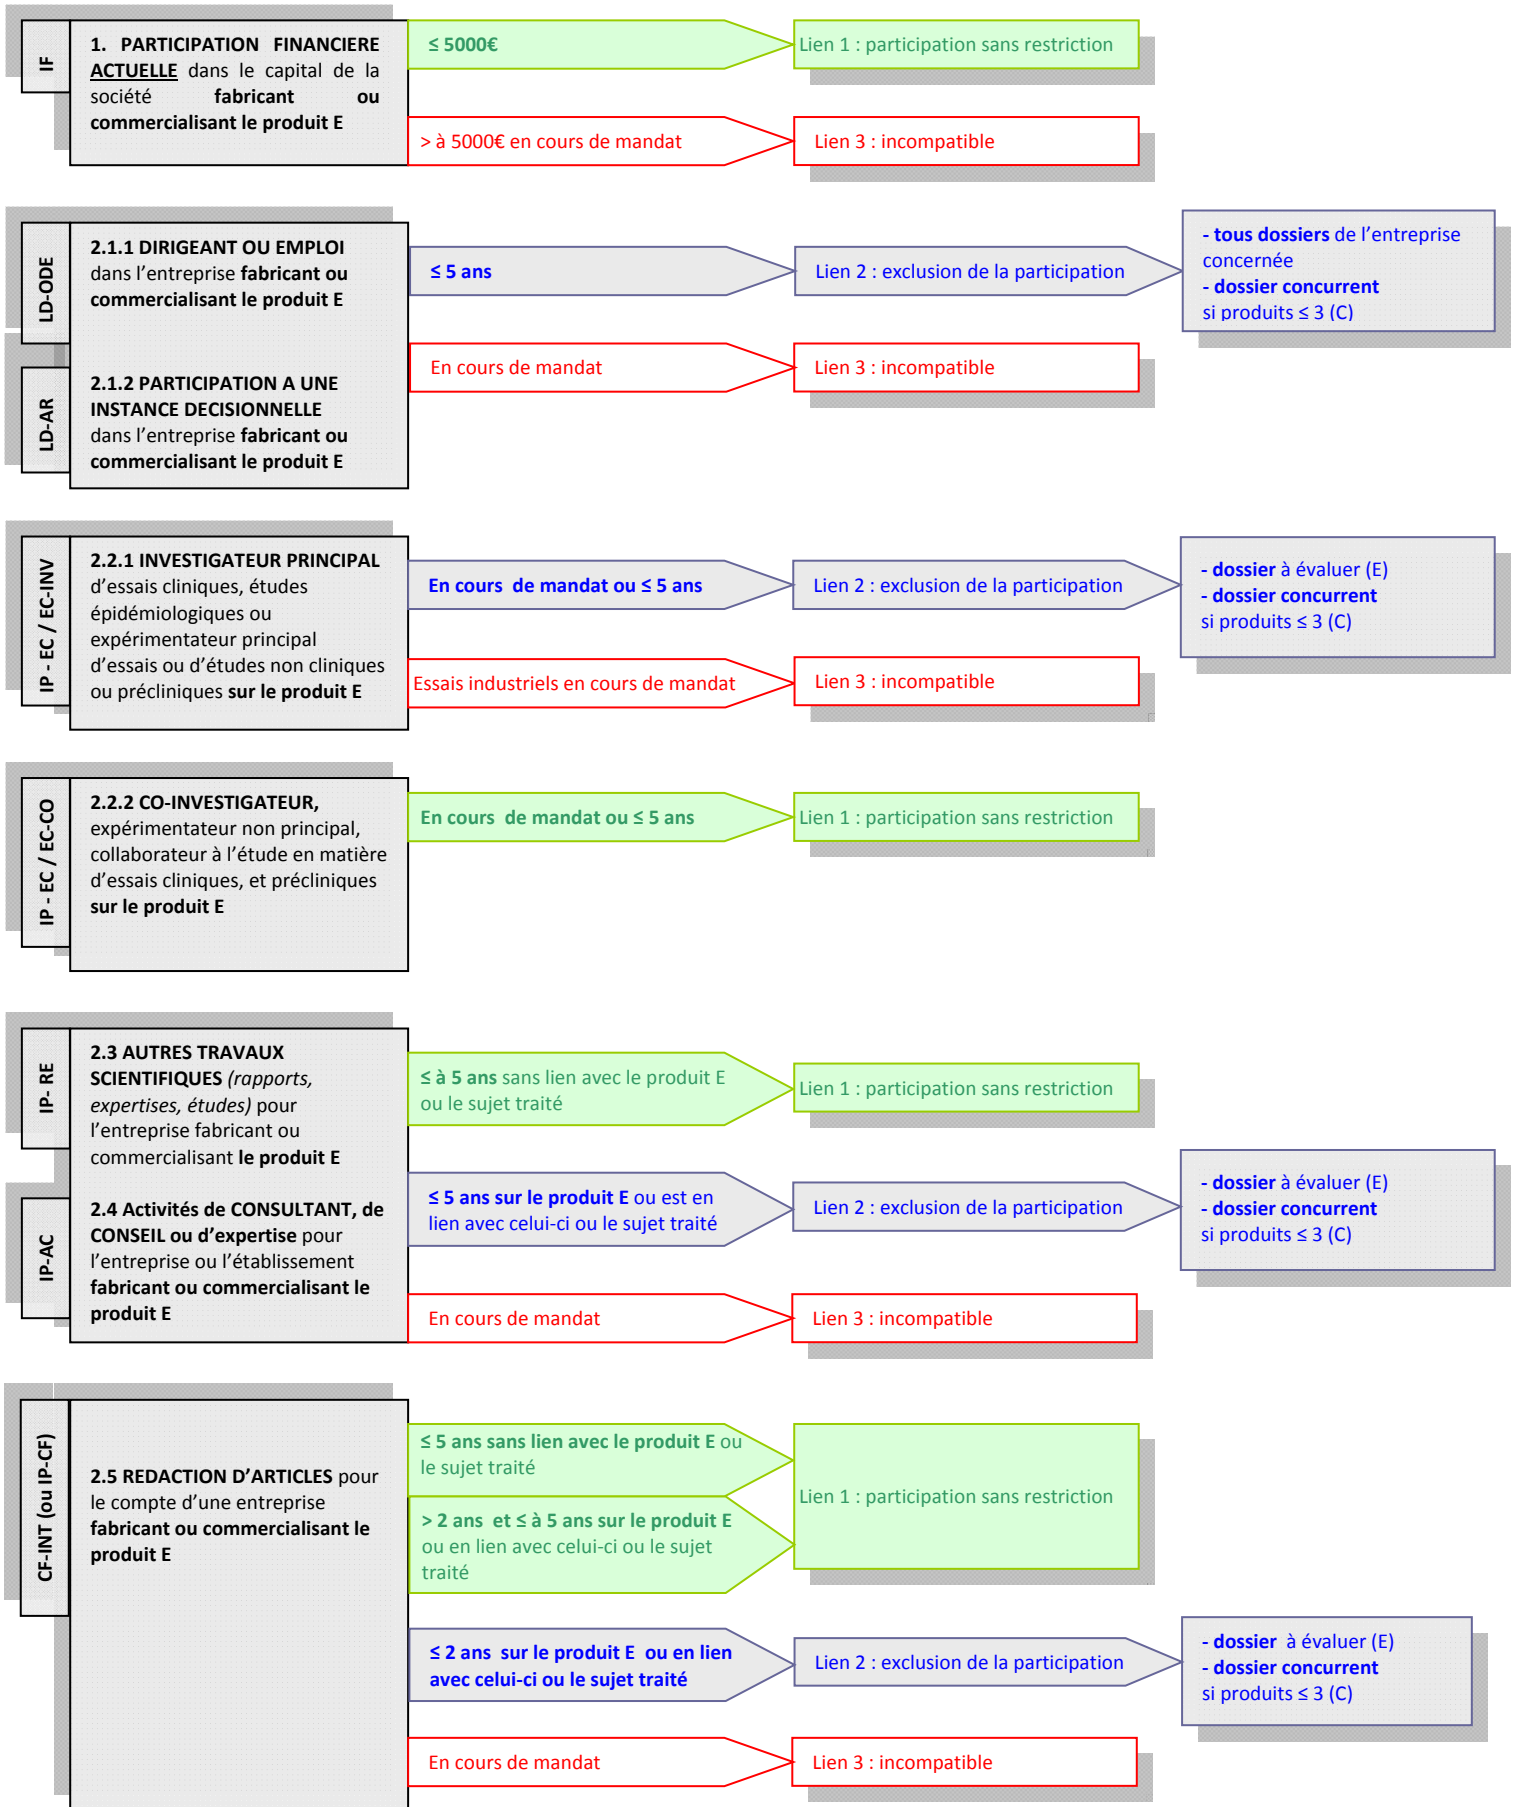 IF
1. PARTICIPATION FINANCIERE
ACTUELLE dans le capital de la
société fabricant ou
commercialisant le produit E
≤ 5000€
Lien 1 : participation sans restriction
> à 5000€ en cours de mandat
Lien 3 : incompatible
LD-ODE
2.1.1 DIRIGEANT OU EMPLOI
dans l’entreprise fabricant ou
commercialisant le produit E
≤ 5 ans
Lien 2 : exclusion de la participation
- tous dossiers de l’entreprise
concernée
- dossier concurrent
si produits ≤ 3 (C)
LD-AR
2.1.2 PARTICIPATION A UNE
INSTANCE DECISIONNELLE
dans l’entreprise fabricant ou
commercialisant le produit E
En cours de mandat
Lien 3 : incompatible
IP - EC / EC-INV
2.2.1 INVESTIGATEUR PRINCIPAL
d’essais cliniques, études
épidémiologiques ou
expérimentateur principal
d’essais ou d’études non cliniques
ou précliniques sur le produit E
En cours de mandat ou ≤ 5 ans
Lien 2 : exclusion de la participation
- dossier à évaluer (E)
- dossier concurrent
si produits ≤ 3 (C)
Essais industriels en cours de mandat
Lien 3 : incompatible
IP - EC / EC-CO
2.2.2 CO-INVESTIGATEUR,
expérimentateur non principal,
collaborateur à l’étude en matière
d’essais cliniques, et précliniques
sur le produit E
En cours de mandat ou ≤ 5 ans
Lien 1 : participation sans restriction
IP- RE
2.3 AUTRES TRAVAUX
SCIENTIFIQUES (rapports,
expertises, études) pour
l’entreprise fabricant ou
commercialisant le produit E
≤ à 5 ans sans lien avec le produit E
ou le sujet traité
Lien 1 : participation sans restriction
IP-AC
2.4 Activités de CONSULTANT, de
CONSEIL ou d’expertise pour
l’entreprise ou l’établissement
fabricant ou commercialisant le
produit E
≤ 5 ans sur le produit E ou est en
lien avec celui-ci ou le sujet traité
Lien 2 : exclusion de la participation
- dossier à évaluer (E)
- dossier concurrent
si produits ≤ 3 (C)
En cours de mandat
Lien 3 : incompatible
CF-INT (ou IP-CF)
2.5 REDACTION D’ARTICLES pour
le compte d’une entreprise
fabricant ou commercialisant le
produit E
≤ 5 ans sans lien avec le produit E ou
le sujet traité
> 2 ans et ≤ à 5 ans sur le produit E
ou en lien avec celui-ci ou le sujet
traité
Lien 1 : participation sans restriction
≤ 2 ans sur le produit E ou en lien
avec celui-ci ou le sujet traité
Lien 2 : exclusion de la participation
- dossier à évaluer (E)
- dossier concurrent
si produits ≤ 3 (C)
En cours de mandat
Lien 3 : incompatible